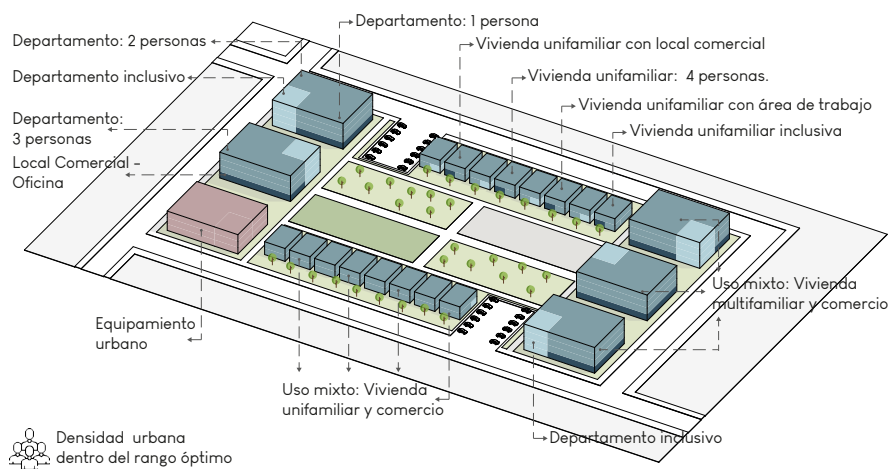 Departamento: 1 persona
Departamento: 2 personas
Vivienda unifamiliar con local comercial
Departamento inclusivo
Vivienda unifamiliar: 4 personas.
Vivienda unifamiliar con área de trabajo
Departamento:
3 personas
Vivienda unifamiliar inclusiva
Local Comercial -
Oficina
Uso mixto: Vivienda
multifamiliar y comercio
Equipamiento
urbano
Uso mixto: Vivienda
unifamiliar y comercio
Departamento inclusivo
Densidad urbana
dentro del rango óptimo